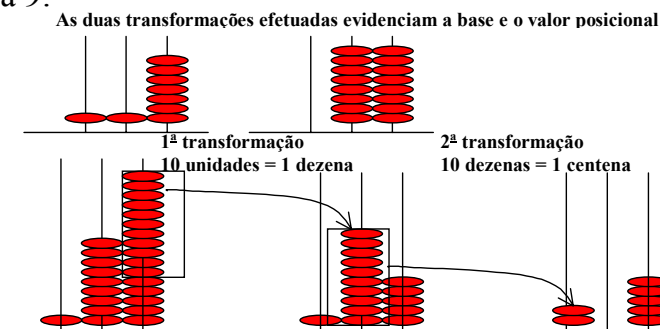 a 9.
As duas transformações efetuadas evidenciam a base e o valor posicional
1ª transformação
10 unidades = 1 dezena
2ª transformação
10 dezenas = 1 centena